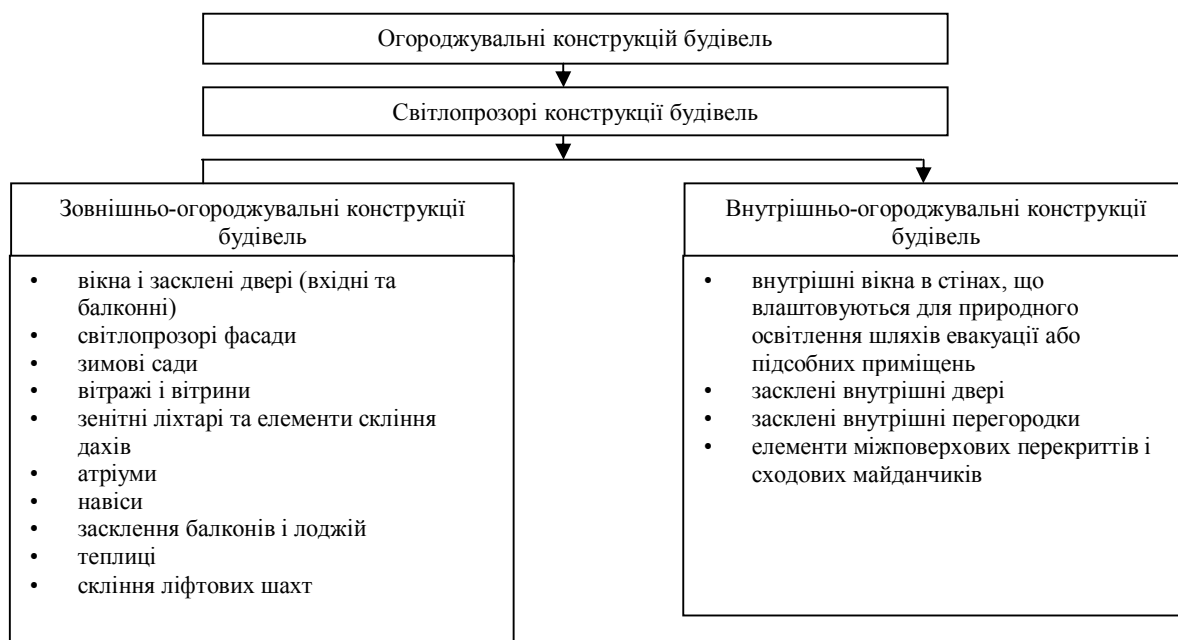 Огороджувальні конструкцій будівель
Світлопрозорі конструкції будівель
Зовнішньо-огороджувальні конструкції
будівель
• вікна і засклені двері (вхідні та
балконні)
• світлопрозорі фасади
• зимові сади
• вітражі і вітрини
• зенітні ліхтарі та елементи скління
дахів
• атріуми
• навіси
• засклення балконів і лоджій
• теплиці
• скління ліфтових шахт
Внутрішньо-огороджувальні конструкції
будівель
• внутрішні вікна в стінах, що
влаштовуються для природного
освітлення шляхів евакуації або
підсобних приміщень
• засклені внутрішні двері
• засклені внутрішні перегородки
• елементи міжповерхових перекриттів і
сходових майданчиків